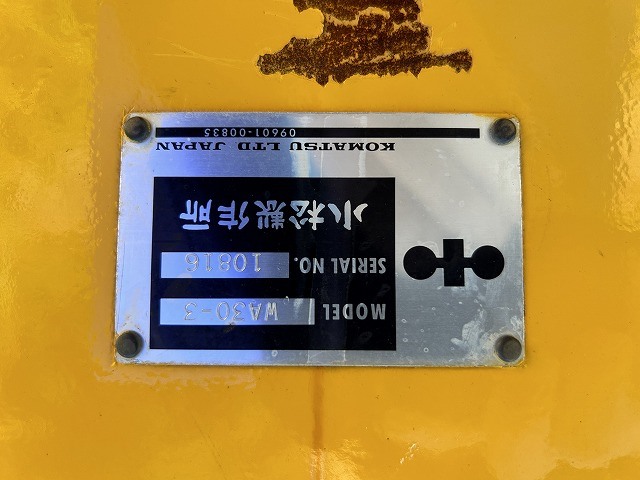 MODEL WA30-3
SERIAL NO. 10816
小松製作所
KOMATSU LTD JAPAN
09601-00835